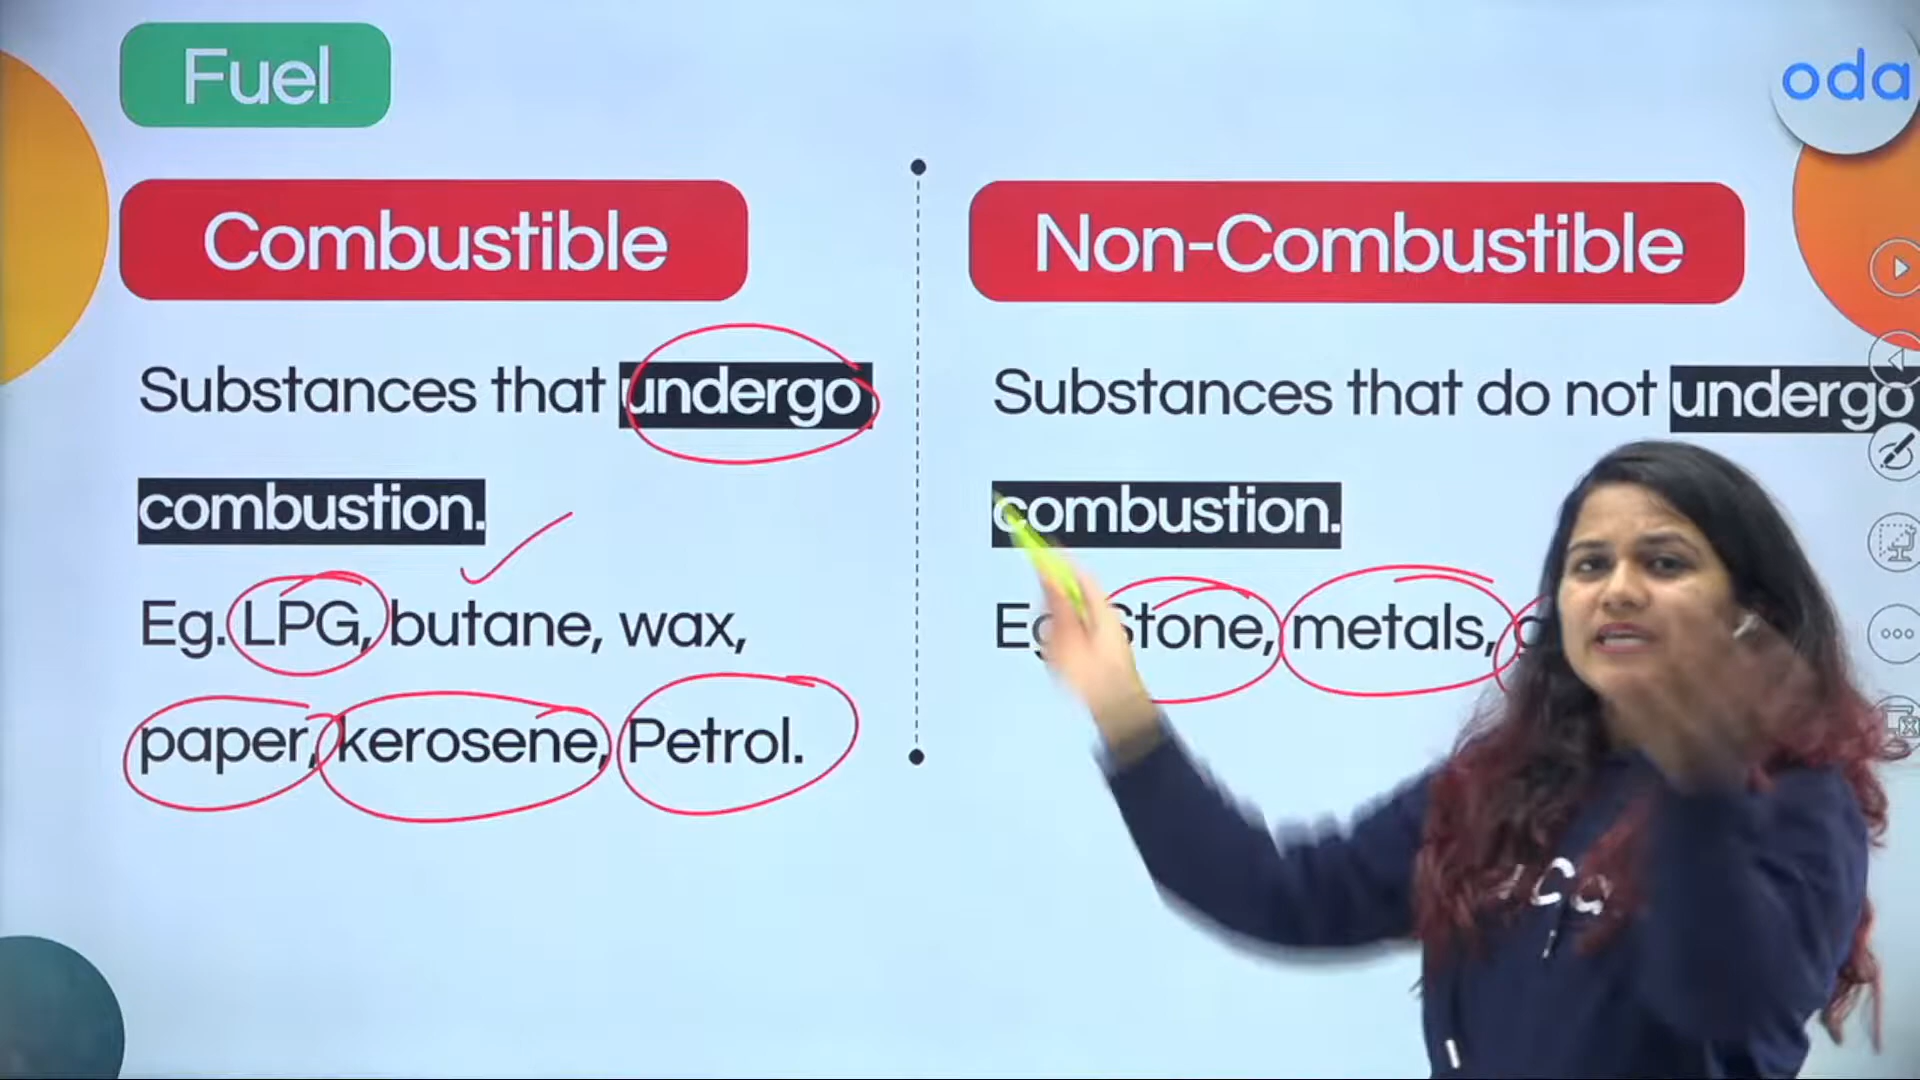 Fuel
oda
Combustible
Non-Combustible
Substances that undergo
combustion.
Eg. LPG, butane, wax,
paper, kerosene, Petrol.
Substances that do not undergo
combustion.
Stone, metals,